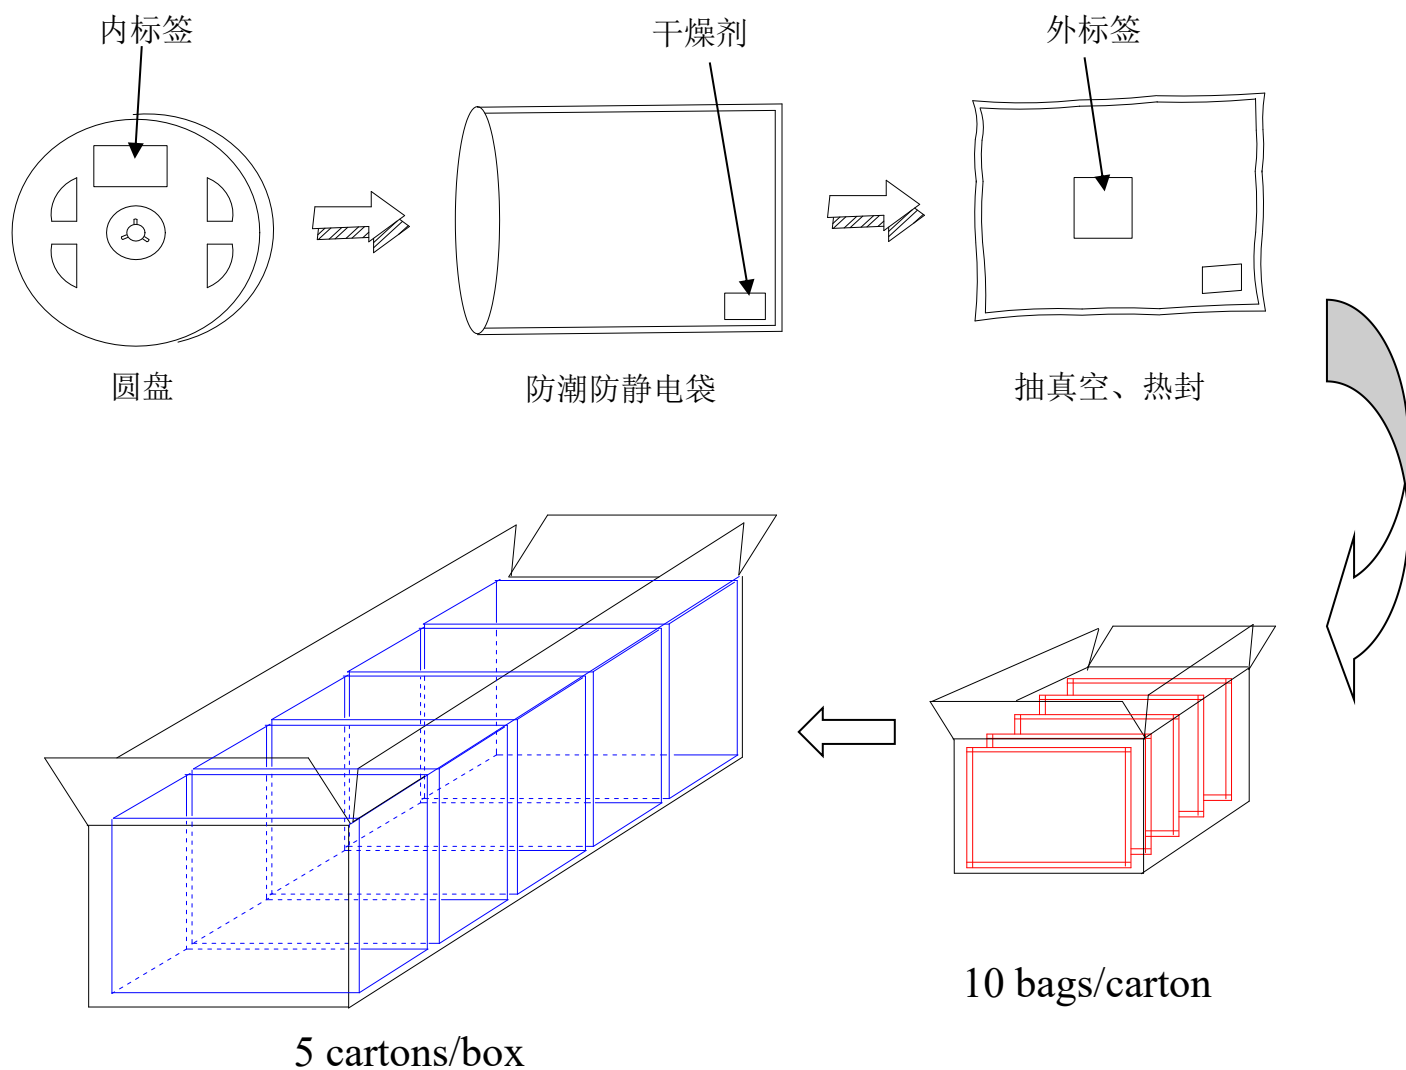 内标签
干燥剂
外标签
圆盘
防潮防静电袋
抽真空、热封
10 bags/carton
5 cartons/box